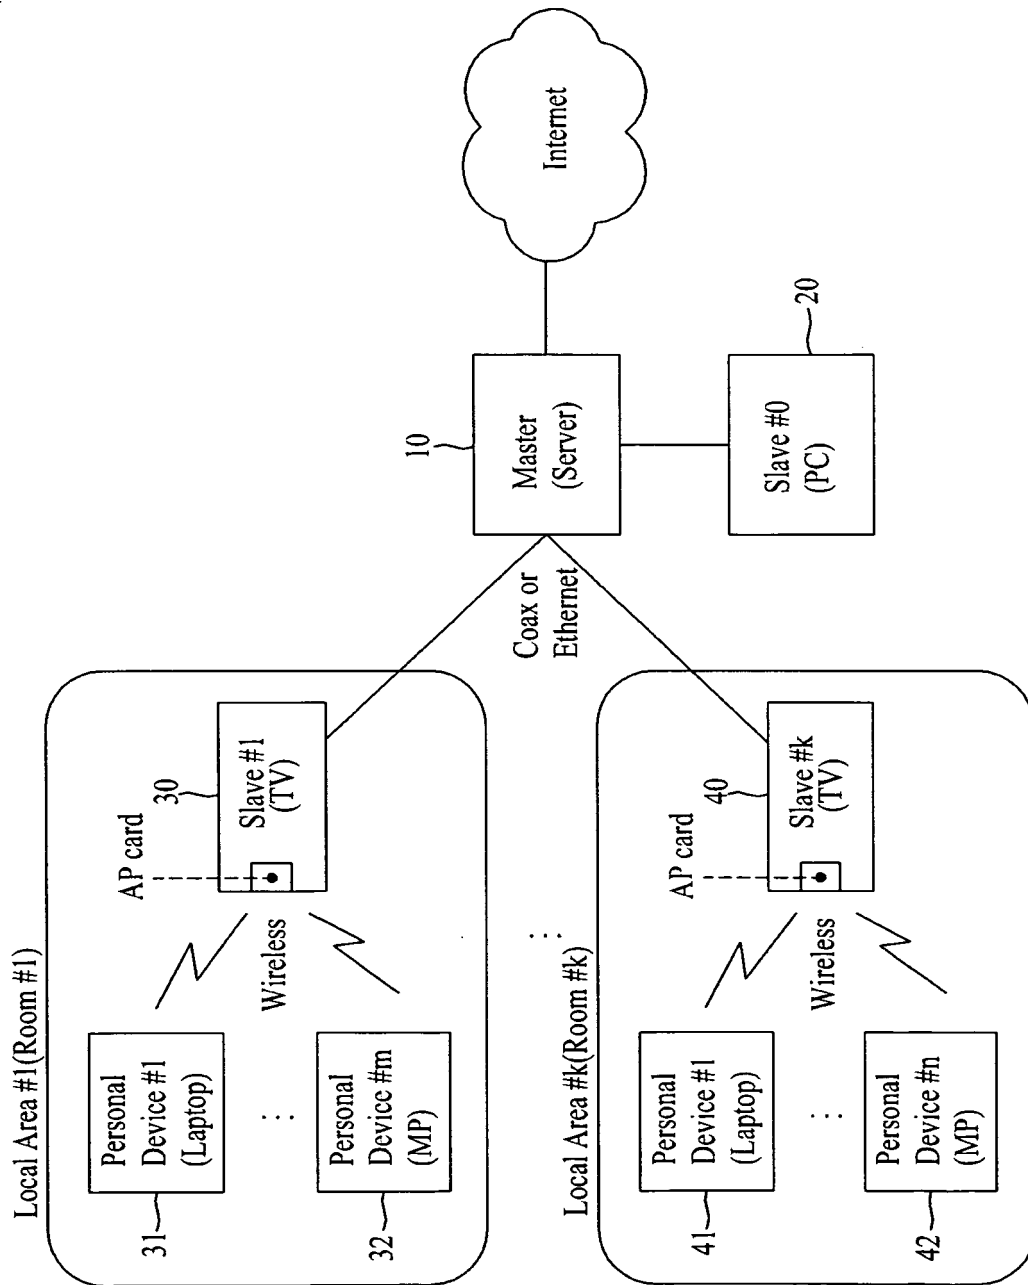 Local Area #1(Room #1)
31
Personal
Device #1
(Laptop)
32
Personal
Device #m
(MP)
Wireless
AP card
30
Slave #1
(TV)
Local Area #k(Room #k)
41
Personal
Device #1
(Laptop)
42
Personal
Device #n
(MP)
Wireless
AP card
40
Slave #k
(TV)
Coax or
Ethernet
10
Master
(Server)
20
Slave #0
(PC)
Internet